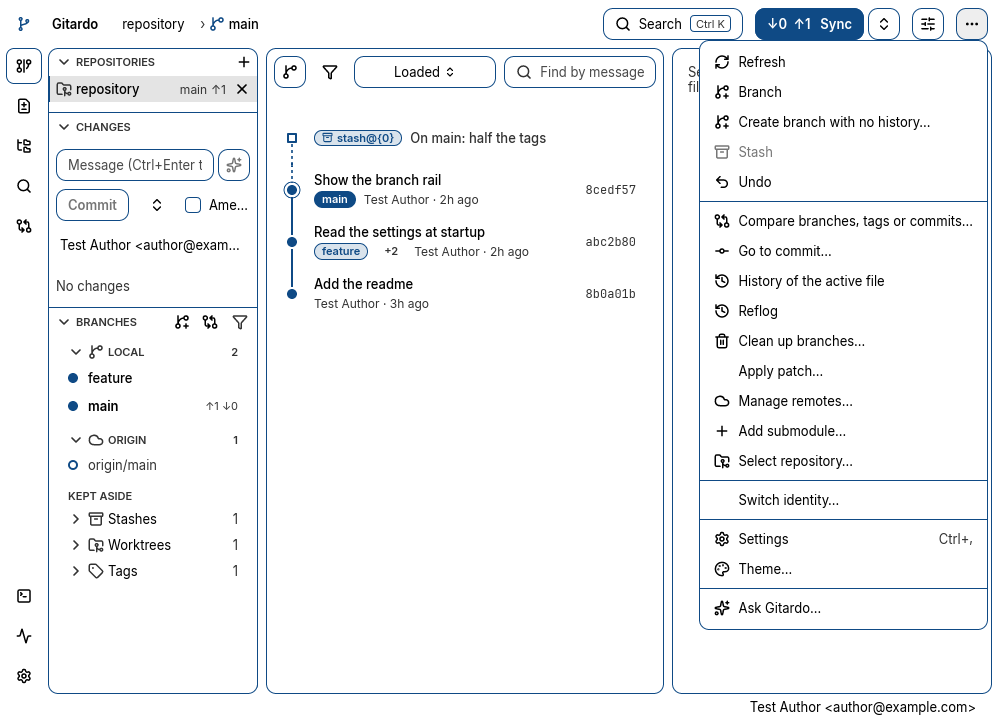 Gitardo repository › main
Search Ctrl K
↓0 ↑1 Sync
REPOSITORIES
repository main ↑1
CHANGES
Message (Ctrl+Enter t
Commit
Ame...
Test Author <author@exam...
No changes
BRANCHES
LOCAL 2
feature
main ↑1 ↓0
ORIGIN 1
origin/main
KEPT ASIDE
Stashes 1
Worktrees 1
Tags 1
Loaded
Find by message
stash@{0} On main: half the tags
Show the branch rail
main Test Author · 2h ago
8cedf57
Read the settings at startup
feature +2 Test Author · 2h ago
abc2b80
Add the readme
Test Author · 3h ago
8b0a01b
Refresh
Branch
Create branch with no history...
Stash
Undo
Compare branches, tags or commits...
Go to commit...
History of the active file
Reflog
Clean up branches...
Apply patch...
Manage remotes...
Add submodule...
Select repository...
Switch identity...
Settings Ctrl+,
Theme...
Ask Gitardo...
Test Author <author@example.com>